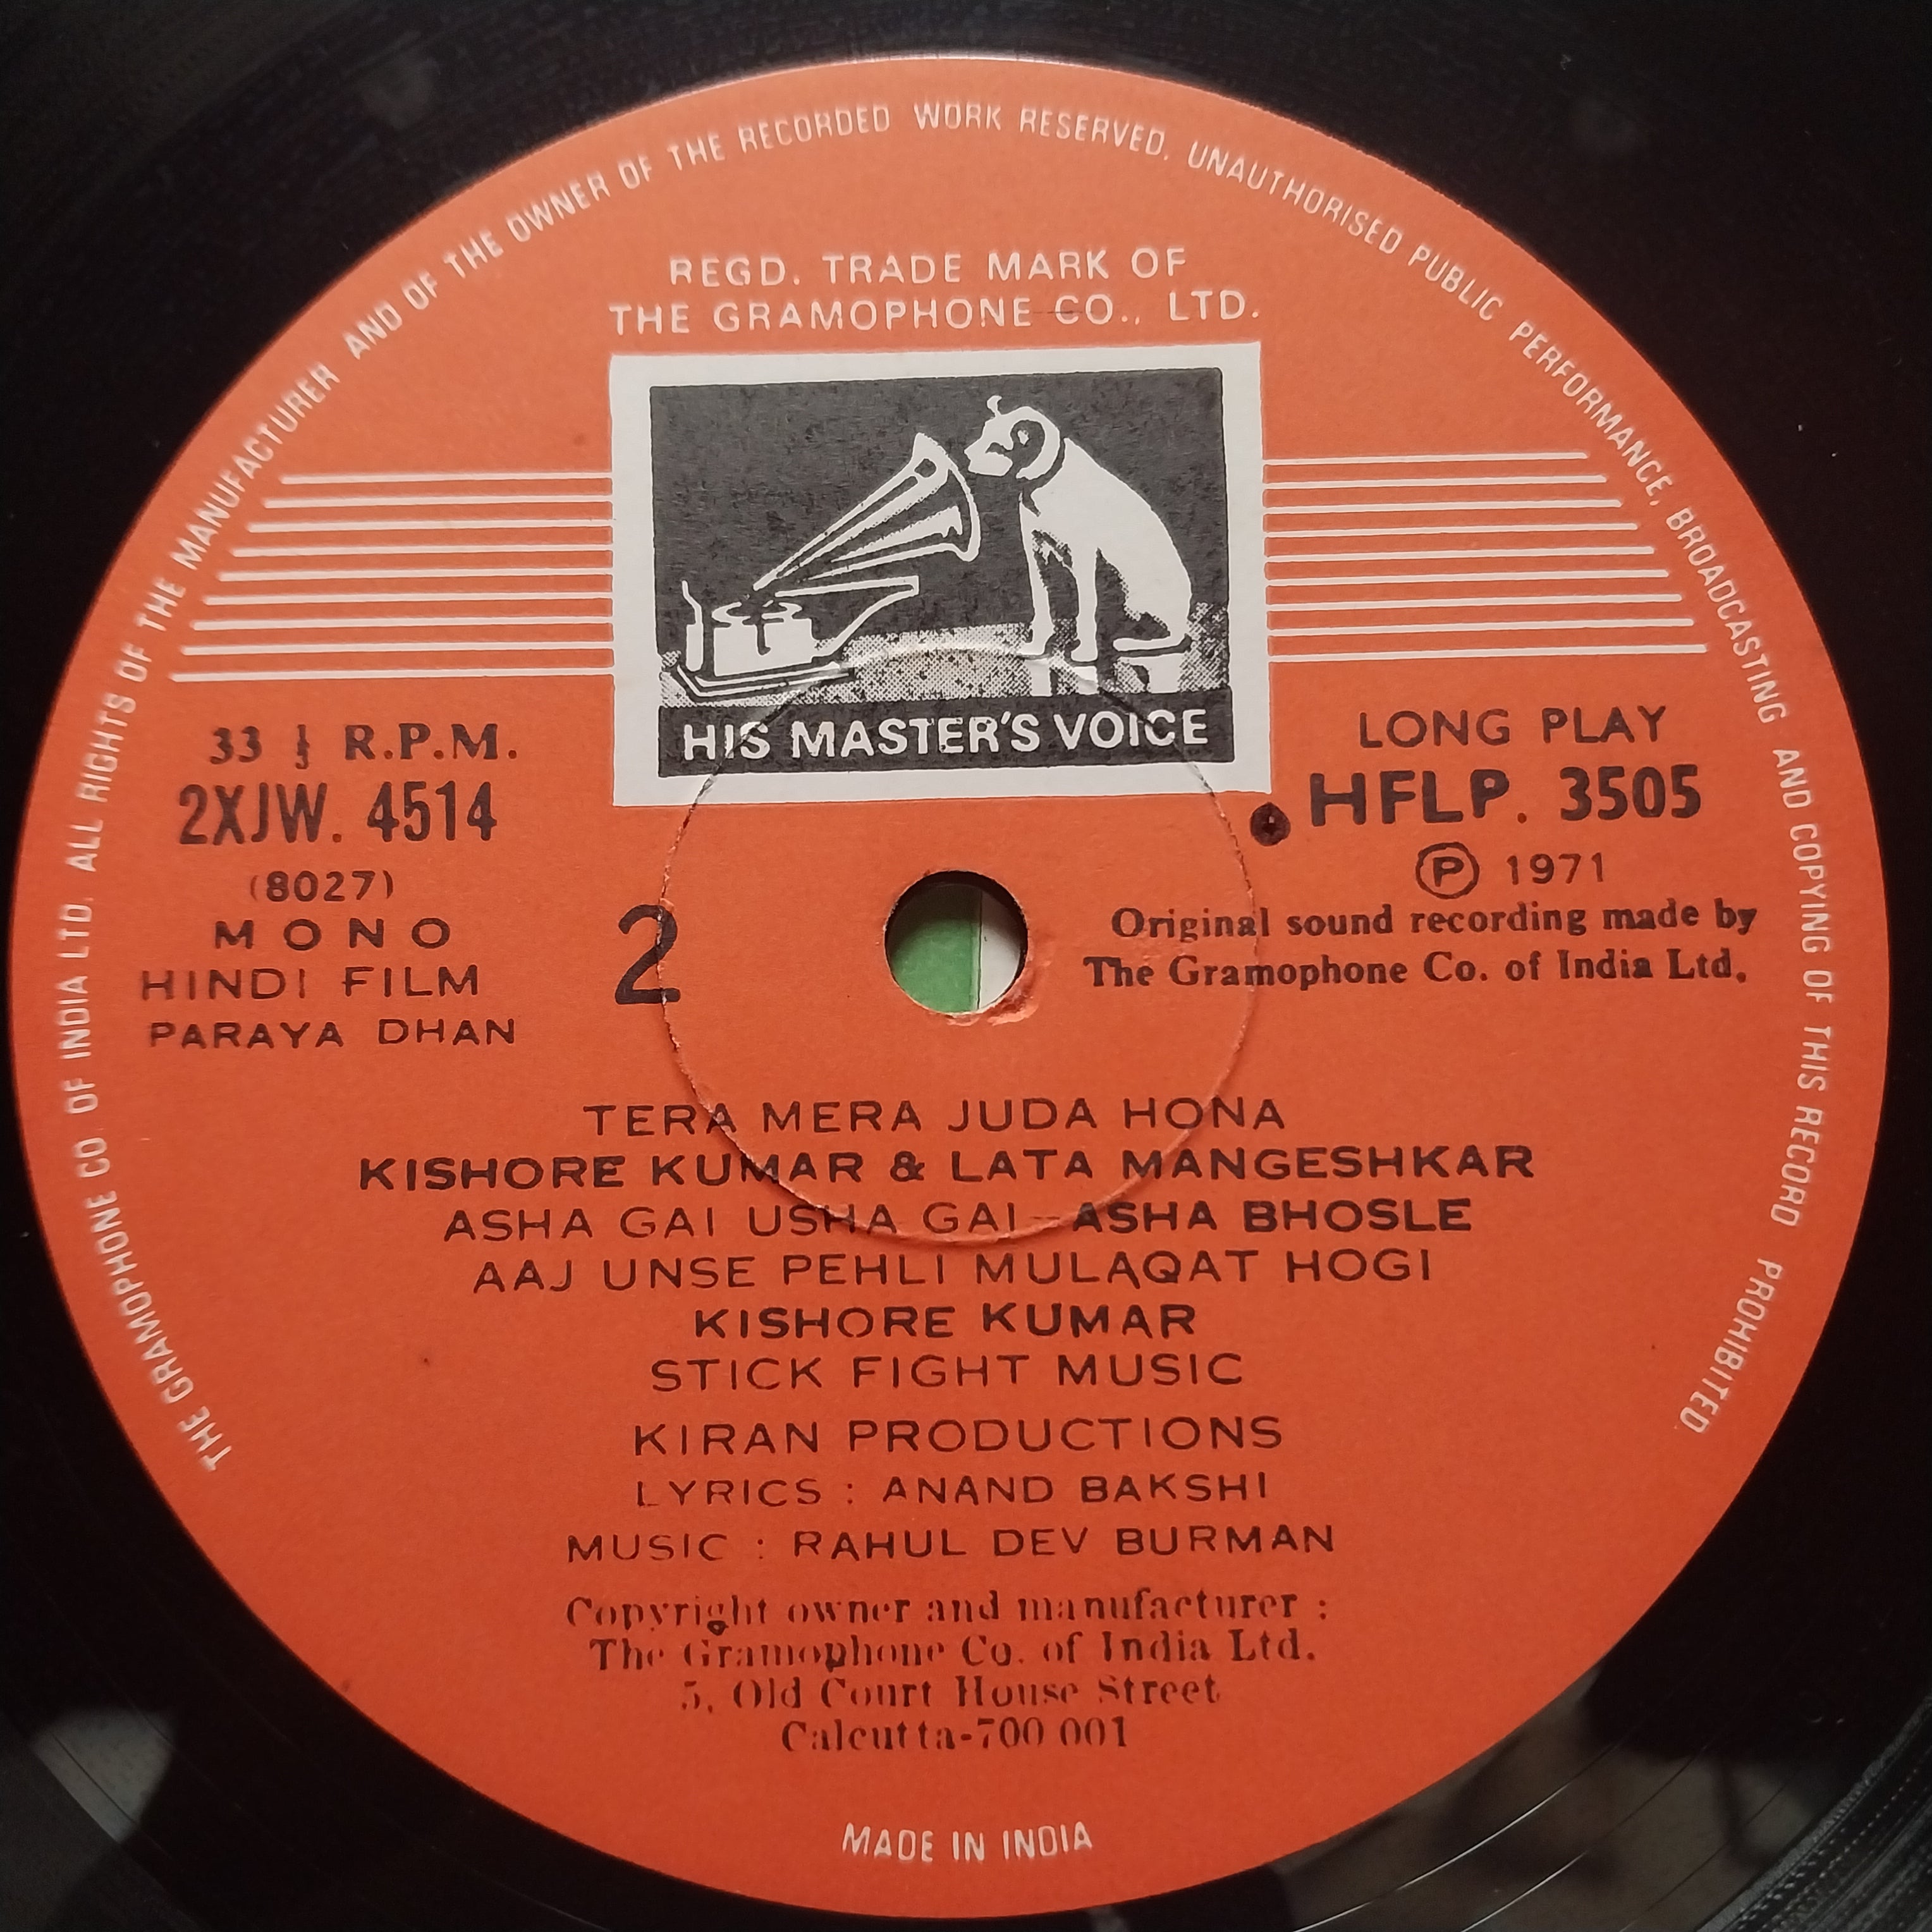 THE GRAMOPHONE CO OF INDIA LTD. ALL RIGHTS OF THE MANUFACTURER AND OF THE OWNER OF THE RECORDED WORK RESERVED. UNAUTHORISED PUBLIC PERFORMANCE, BROADCASTING AND COPYING OF THIS RECORD PROHIBITED.
REGD. TRADE MARK OF
THE GRAMOPHONE CO., LTD.
HIS MASTER'S VOICE
33 ⅓ R.P.M.
2XJW. 4514
(8027)
MONO
HINDI FILM
PARAYA DHAN
2
LONG PLAY
HFLP. 3505
Ⓟ 1971
Original sound recording made by
The Gramophone Co. of India Ltd.
TERA MERA JUDA HONA
KISHORE KUMAR & LATA MANGESHKAR
ASHA GAI USHA GAI—ASHA BHOSLE
AAJ UNSE PEHLI MULAQAT HOGI
KISHORE KUMAR
STICK FIGHT MUSIC
KIRAN PRODUCTIONS
LYRICS : ANAND BAKSHI
MUSIC : RAHUL DEV BURMAN
Copyright owner and manufacturer :
The Gramophone Co. of India Ltd.
5, Old Court House Street
Calcutta-700 001
MADE IN INDIA